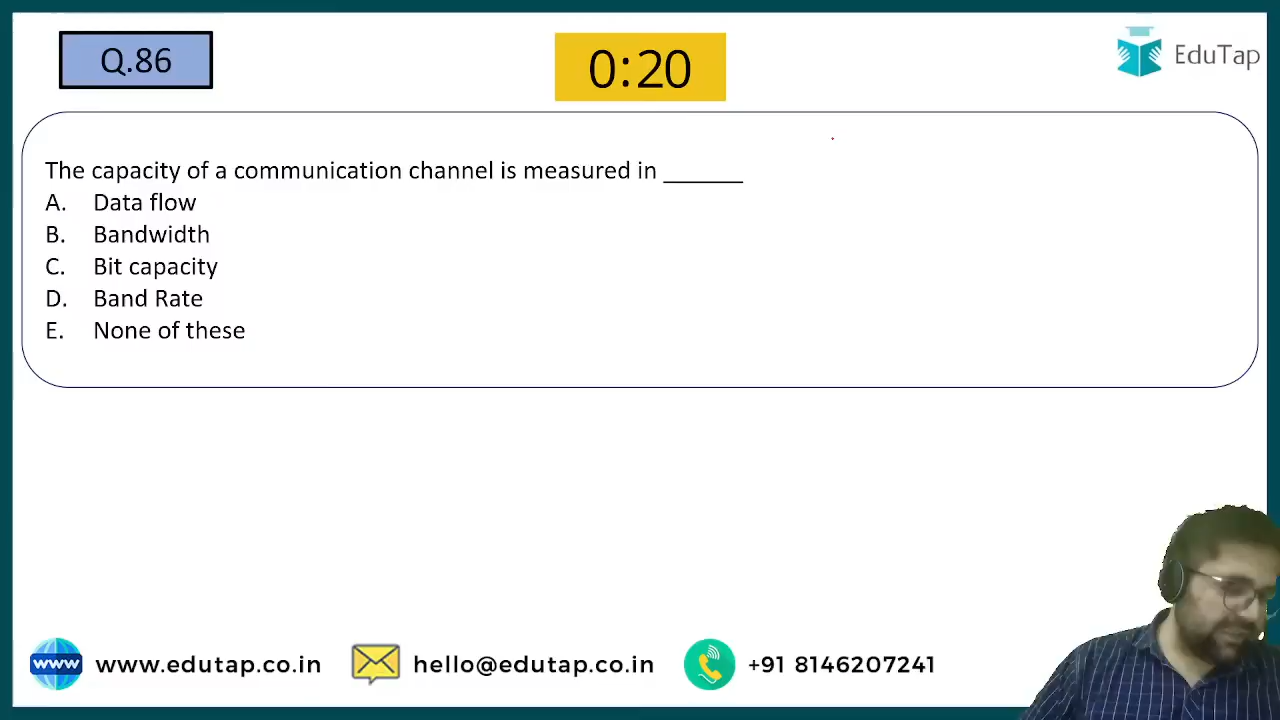 Q.86
0:20
EduTap
The capacity of a communication channel is measured in _______
A. Data flow
B. Bandwidth
C. Bit capacity
D. Band Rate
E. None of these
www www.edutap.co.in hello@edutap.co.in +91 8146207241